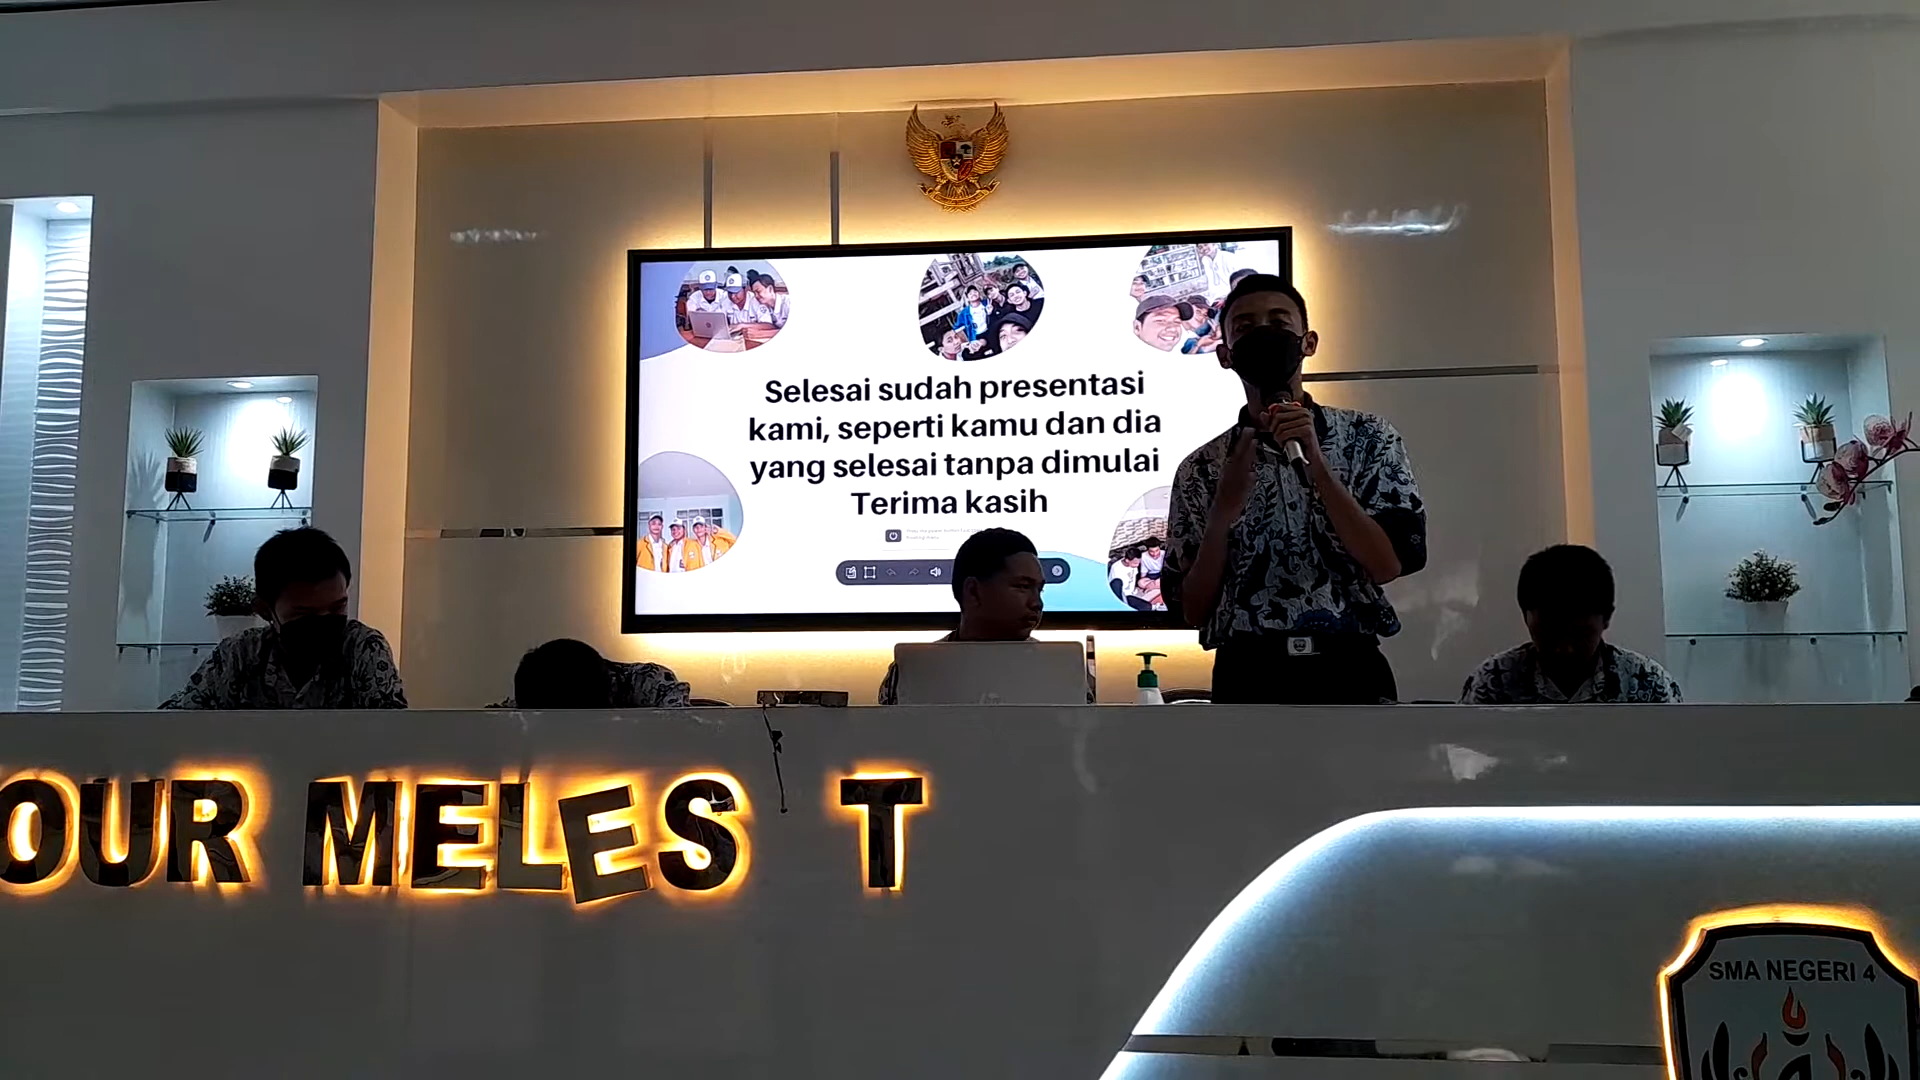 Selesai sudah presentasi
kami, seperti kamu dan dia
yang selesai tanpa dimulai
Terima kasih
OUR MELES T
SMA NEGERI 4